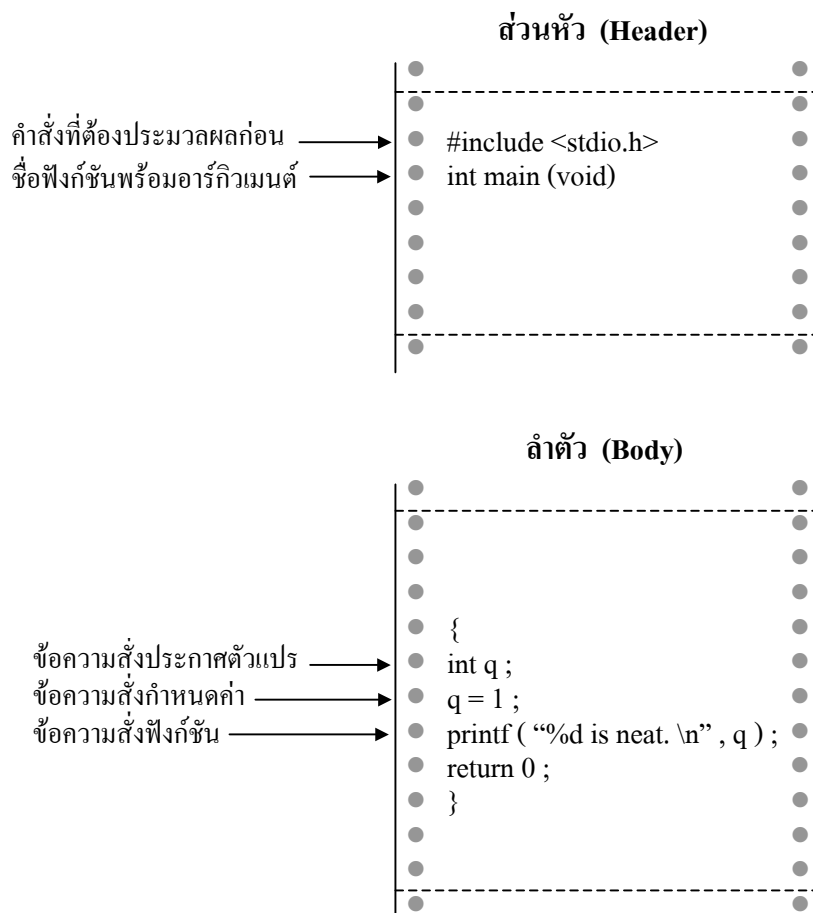 ส่วนหัว (Header)
คำสั่งที่ต้องประมวลผลก่อน
#include <stdio.h>
ชื่อฟังก์ชันพร้อมอาร์กิวเมนต์
int main (void)
ลำตัว (Body)
{
ข้อความสั่งประกาศตัวแปร
int q ;
ข้อความสั่งกำหนดค่า
q = 1 ;
ข้อความสั่งฟังก์ชัน
printf ( “%d is neat. \n” , q ) ;
return 0 ;
}